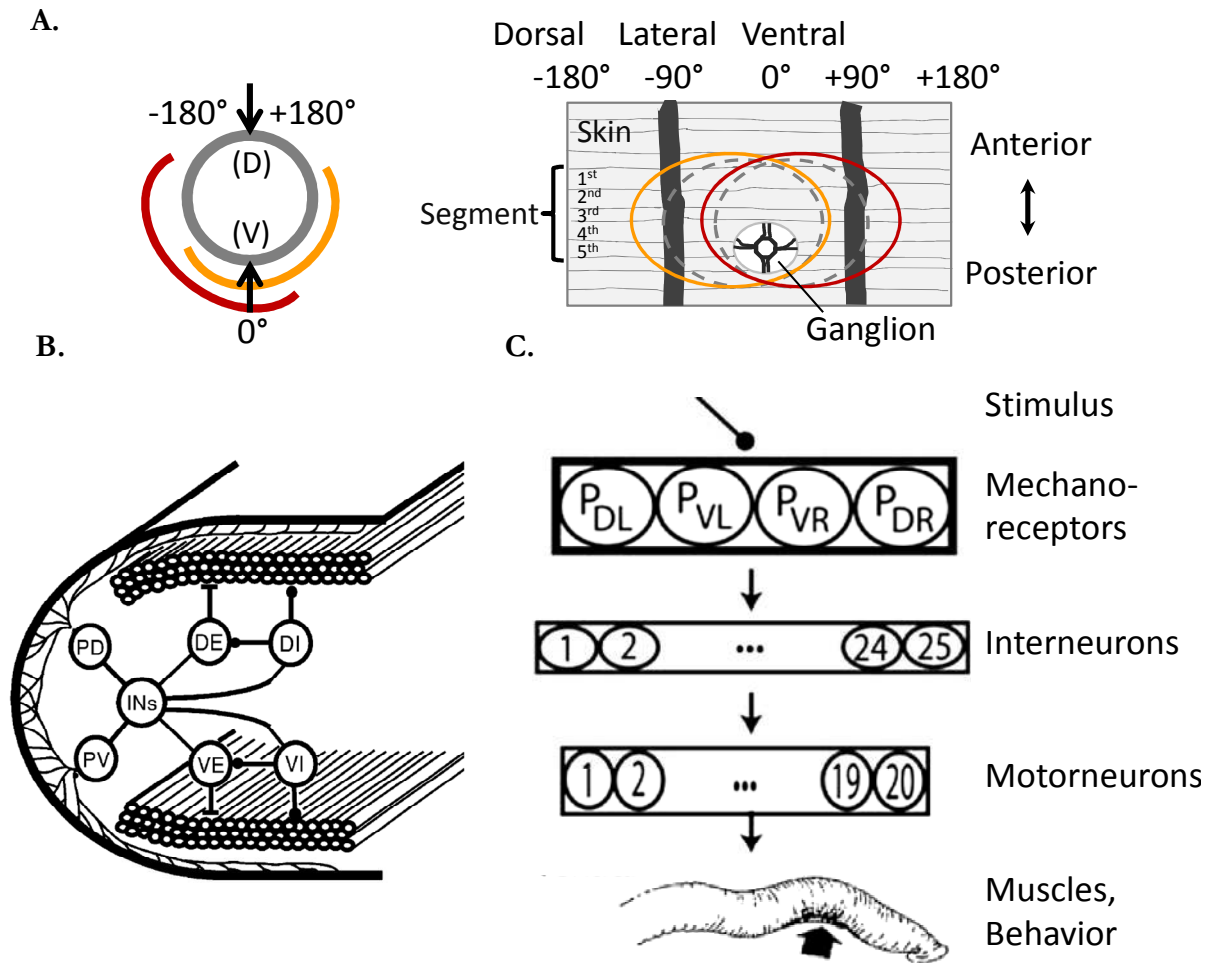 A.
Dorsal Lateral Ventral
-180° -90° 0° +90° +180°
-180° +180°
(D)
(V)
0°
Skin
Segment
1st
2nd
3rd
4th
5th
Ganglion
Anterior
Posterior
B.
PD
DE
DI
INs
PV
VE
VI
C.
Stimulus
PDL PVL PVR PDR
Mechano-
receptors
1 2 ... 24 25
Interneurons
1 2 ... 19 20
Motorneurons
Muscles,
Behavior